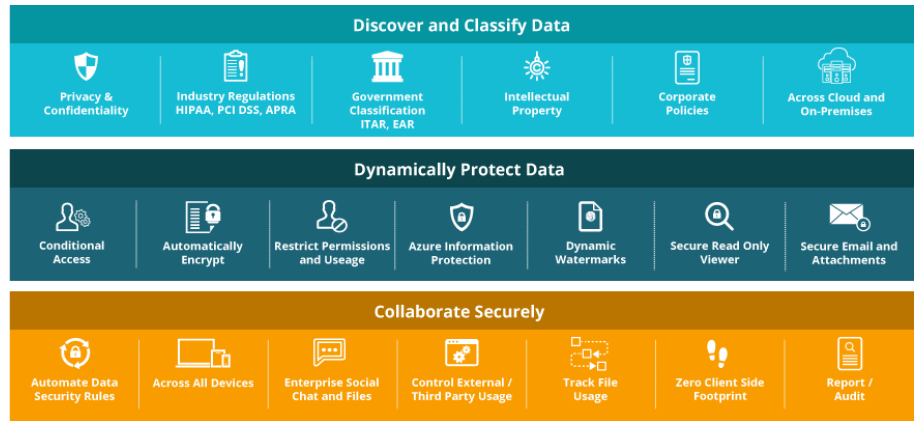 Discover and Classify Data
Privacy &
Confidentiality
Industry Regulations
HIPAA, PCI DSS, APRA
Government
Classification
ITAR, EAR
Intellectual
Property
Corporate
Policies
Across Cloud and
On-Premises
Dynamically Protect Data
Conditional
Access
Automatically
Encrypt
Restrict Permissions
and Useage
Azure Information
Protection
Dynamic
Watermarks
Secure Read Only
Viewer
Secure Email and
Attachments
Collaborate Securely
Automate Data
Security Rules
Across All Devices
Enterprise Social
Chat and Files
Control External /
Third Party Usage
Track File
Usage
Zero Client Side
Footprint
Report /
Audit